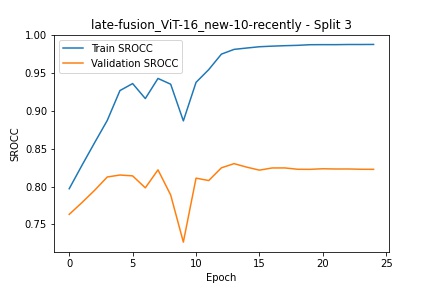 late-fusion_ViT-16_new-10-recently - Split 3
1.00
0.95
0.90
0.85
0.80
0.75
SROCC
Train SROCC
Validation SROCC
0 5 10 15 20 25
Epoch